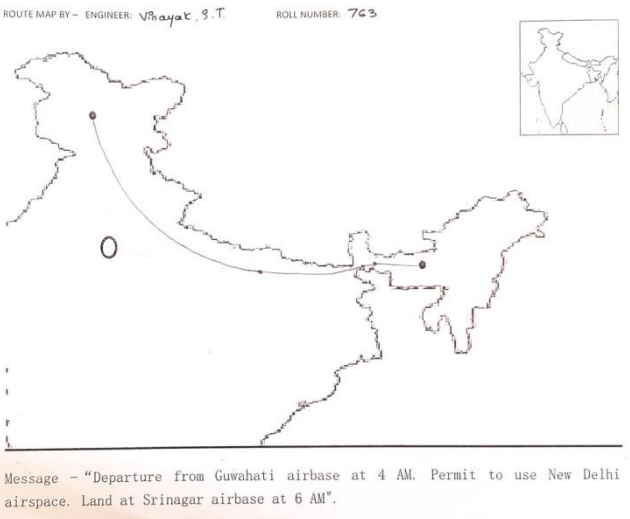 ROUTE MAP BY – ENGINEER: Vinayak. S.T. ROLL NUMBER: 763
Message - "Departure from Guwahati airbase at 4 AM. Permit to use New Delhi
airspace. Land at Srinagar airbase at 6 AM".